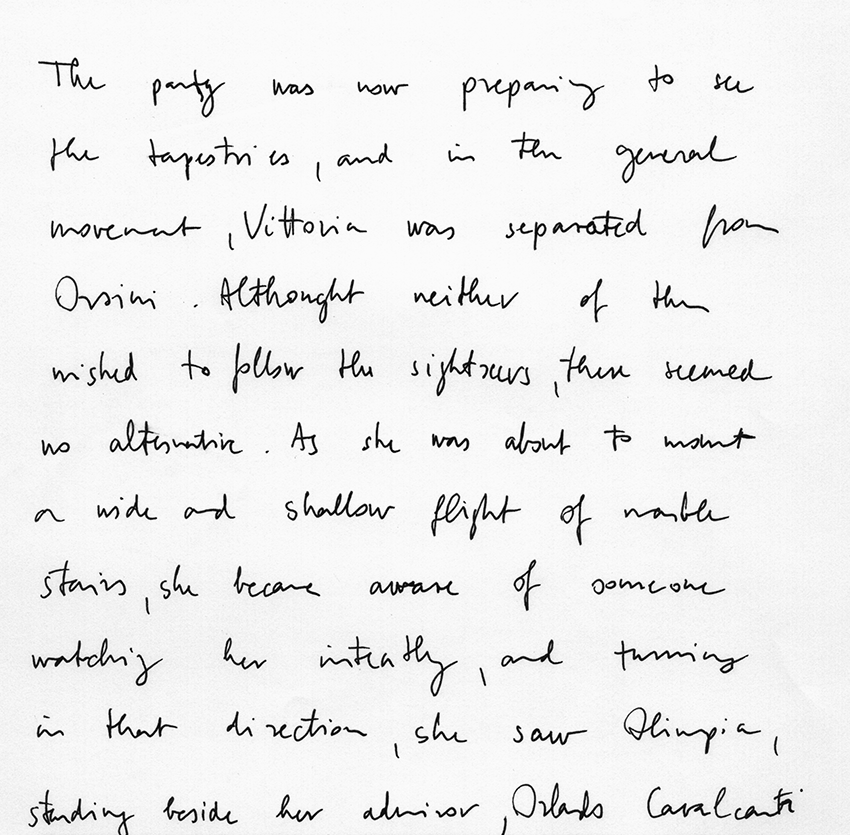 The party was now preparing to see
the tapestries, and in the general
movement, Vittoria was separated from
Orsini. Althought neither of them
wished to follow the sightseers, there seemed
no alternative. As she was about to mount
a wide and shallow flight of marble
stairs, she became aware of someone
watching her intently, and turning
in that direction, she saw Olimpia,
standing beside her admiror, Orlando Cavalcanti